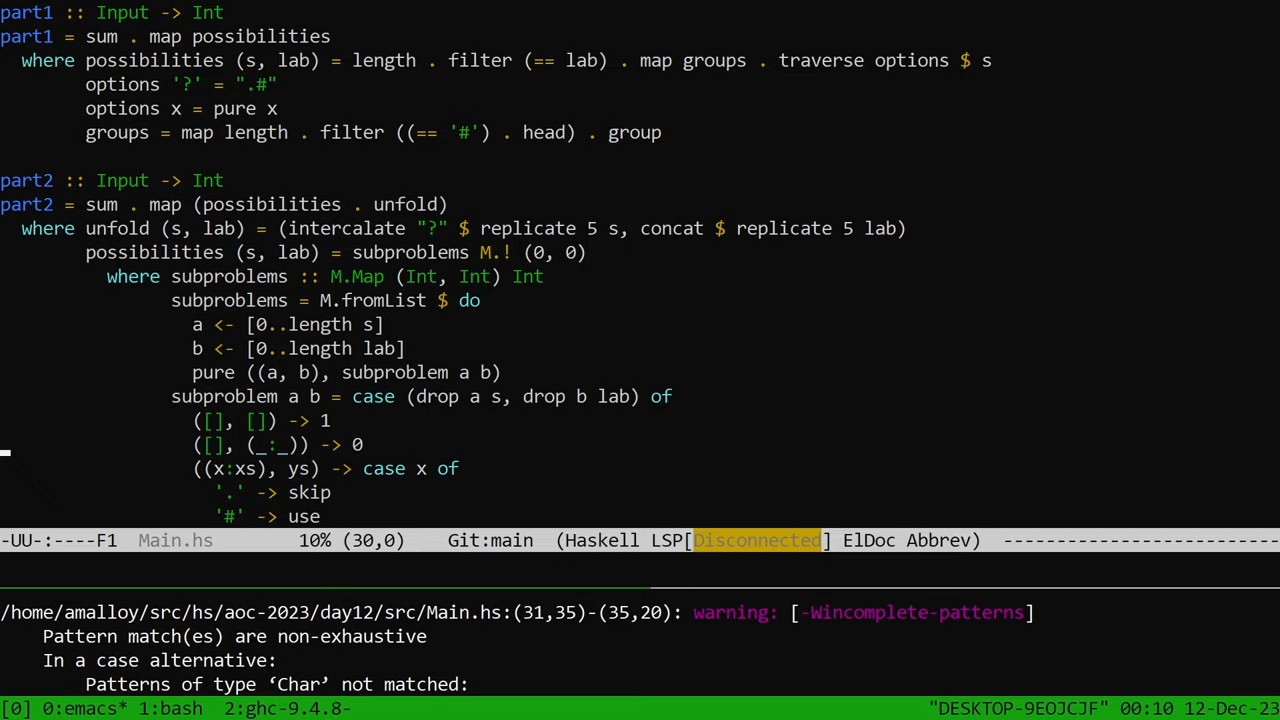 part1 :: Input -> Int
part1 = sum . map possibilities
  where possibilities (s, lab) = length . filter (== lab) . map groups . traverse options $ s
        options '?' = ".#"
        options x = pure x
        groups = map length . filter ((== '#') . head) . group

part2 :: Input -> Int
part2 = sum . map (possibilities . unfold)
  where unfold (s, lab) = (intercalate "?" $ replicate 5 s, concat $ replicate 5 lab)
        possibilities (s, lab) = subproblems M.! (0, 0)
          where subproblems :: M.Map (Int, Int) Int
                subproblems = M.fromList $ do
                  a <- [0..length s]
                  b <- [0..length lab]
                  pure ((a, b), subproblem a b)
                subproblem a b = case (drop a s, drop b lab) of
                  ([], []) -> 1
                  ([], (_:_)) -> 0
                  ((x:xs), ys) -> case x of
                    '.' -> skip
                    '#' -> use
-UU-:----F1  Main.hs        10% (30,0)    Git:main  (Haskell LSP[Disconnected] ElDoc Abbrev) --------------------------
/home/amalloy/src/hs/aoc-2023/day12/src/Main.hs:(31,35)-(35,20): warning: [-Wincomplete-patterns]
    Pattern match(es) are non-exhaustive
    In a case alternative:
        Patterns of type ‘Char’ not matched:
[0] 0:emacs* 1:bash  2:ghc-9.4.8-                                                      "DESKTOP-9EOJCJF" 00:10 12-Dec-23